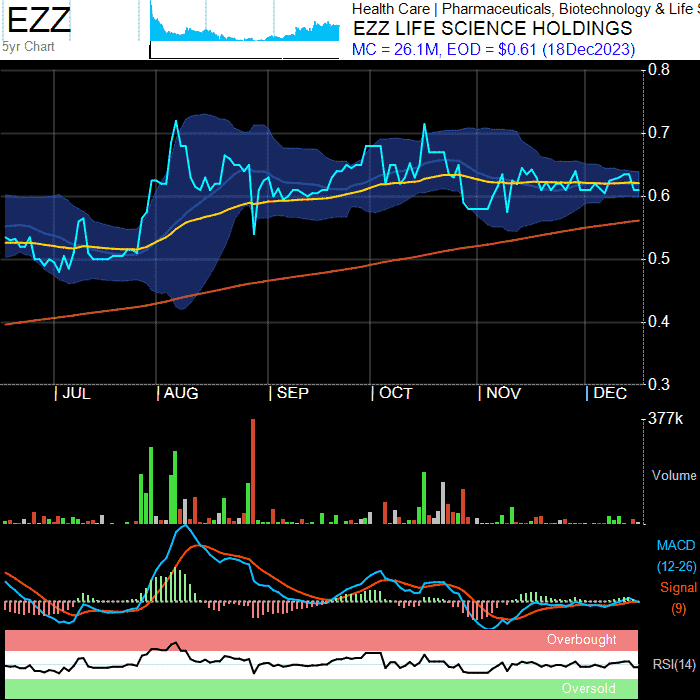 EZZ
5yr Chart
Health Care | Pharmaceuticals, Biotechnology & Life S
EZZ LIFE SCIENCE HOLDINGS
MC = 26.1M, EOD = $0.61 (18Dec2023)
0.8
0.7
0.6
0.5
0.4
0.3
JUL AUG SEP OCT NOV DEC
377k
Volume
MACD
(12-26)
Signal
(9)
Overbought
RSI(14)
Oversold